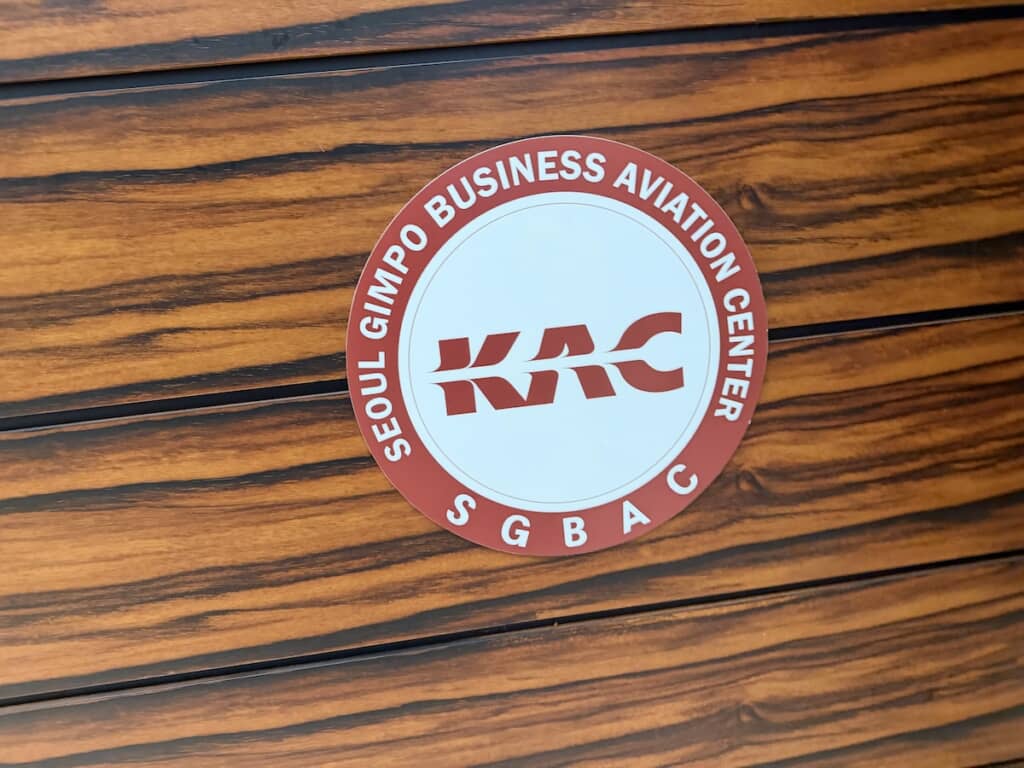 SEOUL GIMPO BUSINESS AVIATION CENTER
KAC
SGBAC